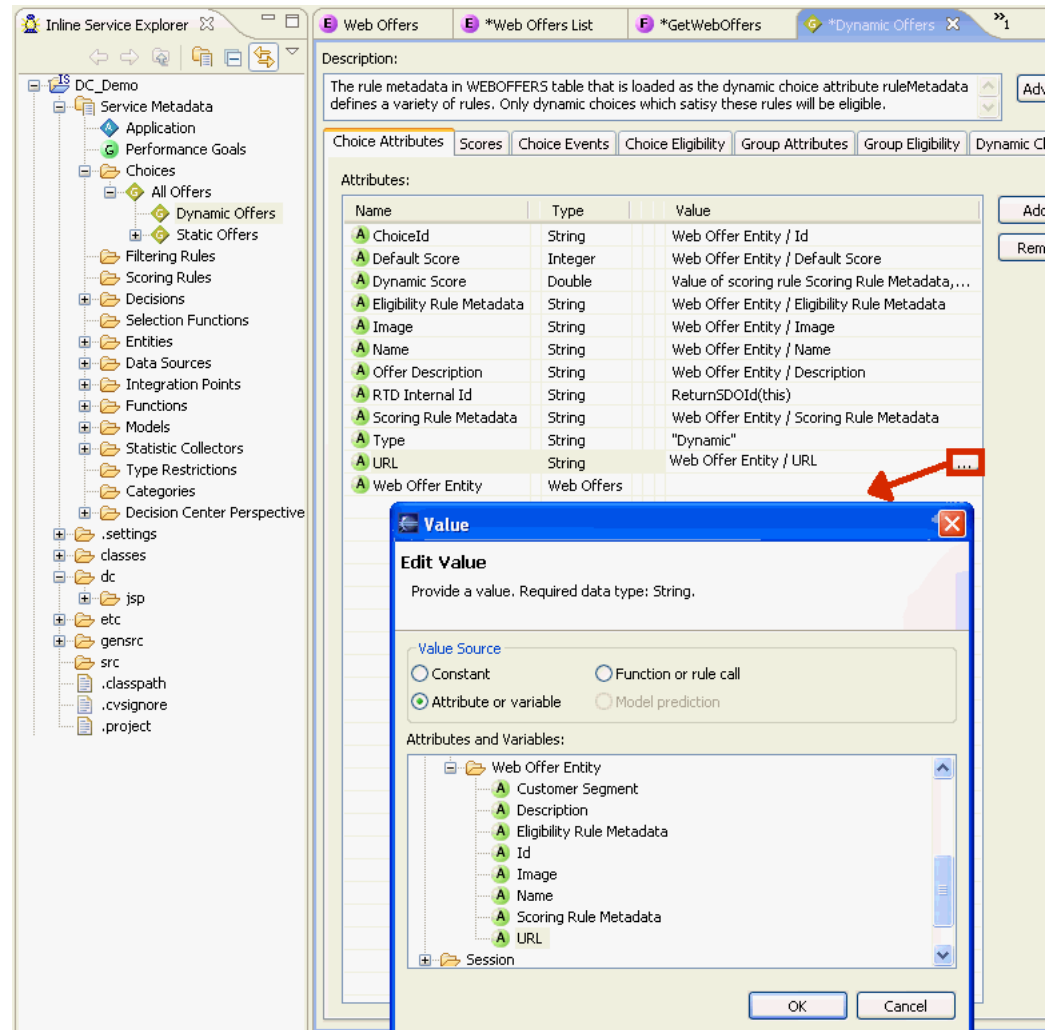 Inline Service Explorer
DC_Demo
Service Metadata
Application
Performance Goals
Choices
All Offers
Dynamic Offers
Static Offers
Filtering Rules
Scoring Rules
Decisions
Selection Functions
Entities
Data Sources
Integration Points
Functions
Models
Statistic Collectors
Type Restrictions
Categories
Decision Center Perspective
.settings
classes
dc
jsp
etc
gensrc
src
.classpath
.cvsignore
.project
Web Offers *Web Offers List *GetWebOffers *Dynamic Offers »1
Description:
The rule metadata in WEBOFFERS table that is loaded as the dynamic choice attribute ruleMetadata
defines a variety of rules. Only dynamic choices which satisy these rules will be eligible.
Adv
Choice Attributes Scores Choice Events Choice Eligibility Group Attributes Group Eligibility Dynamic Ch
Attributes:
Name Type Value
ChoiceId String Web Offer Entity / Id
Default Score Integer Web Offer Entity / Default Score
Dynamic Score Double Value of scoring rule Scoring Rule Metadata,...
Eligibility Rule Metadata String Web Offer Entity / Eligibility Rule Metadata
Image String Web Offer Entity / Image
Name String Web Offer Entity / Name
Offer Description String Web Offer Entity / Description
RTD Internal Id String ReturnSDOId(this)
Scoring Rule Metadata String Web Offer Entity / Scoring Rule Metadata
Type String "Dynamic"
URL String Web Offer Entity / URL ...
Web Offer Entity Web Offers
Add
Rem
Value
Edit Value
Provide a value. Required data type: String.
Value Source
Constant Function or rule call
Attribute or variable Model prediction
Attributes and Variables:
Web Offer Entity
Customer Segment
Description
Eligibility Rule Metadata
Id
Image
Name
Scoring Rule Metadata
URL
Session
OK Cancel